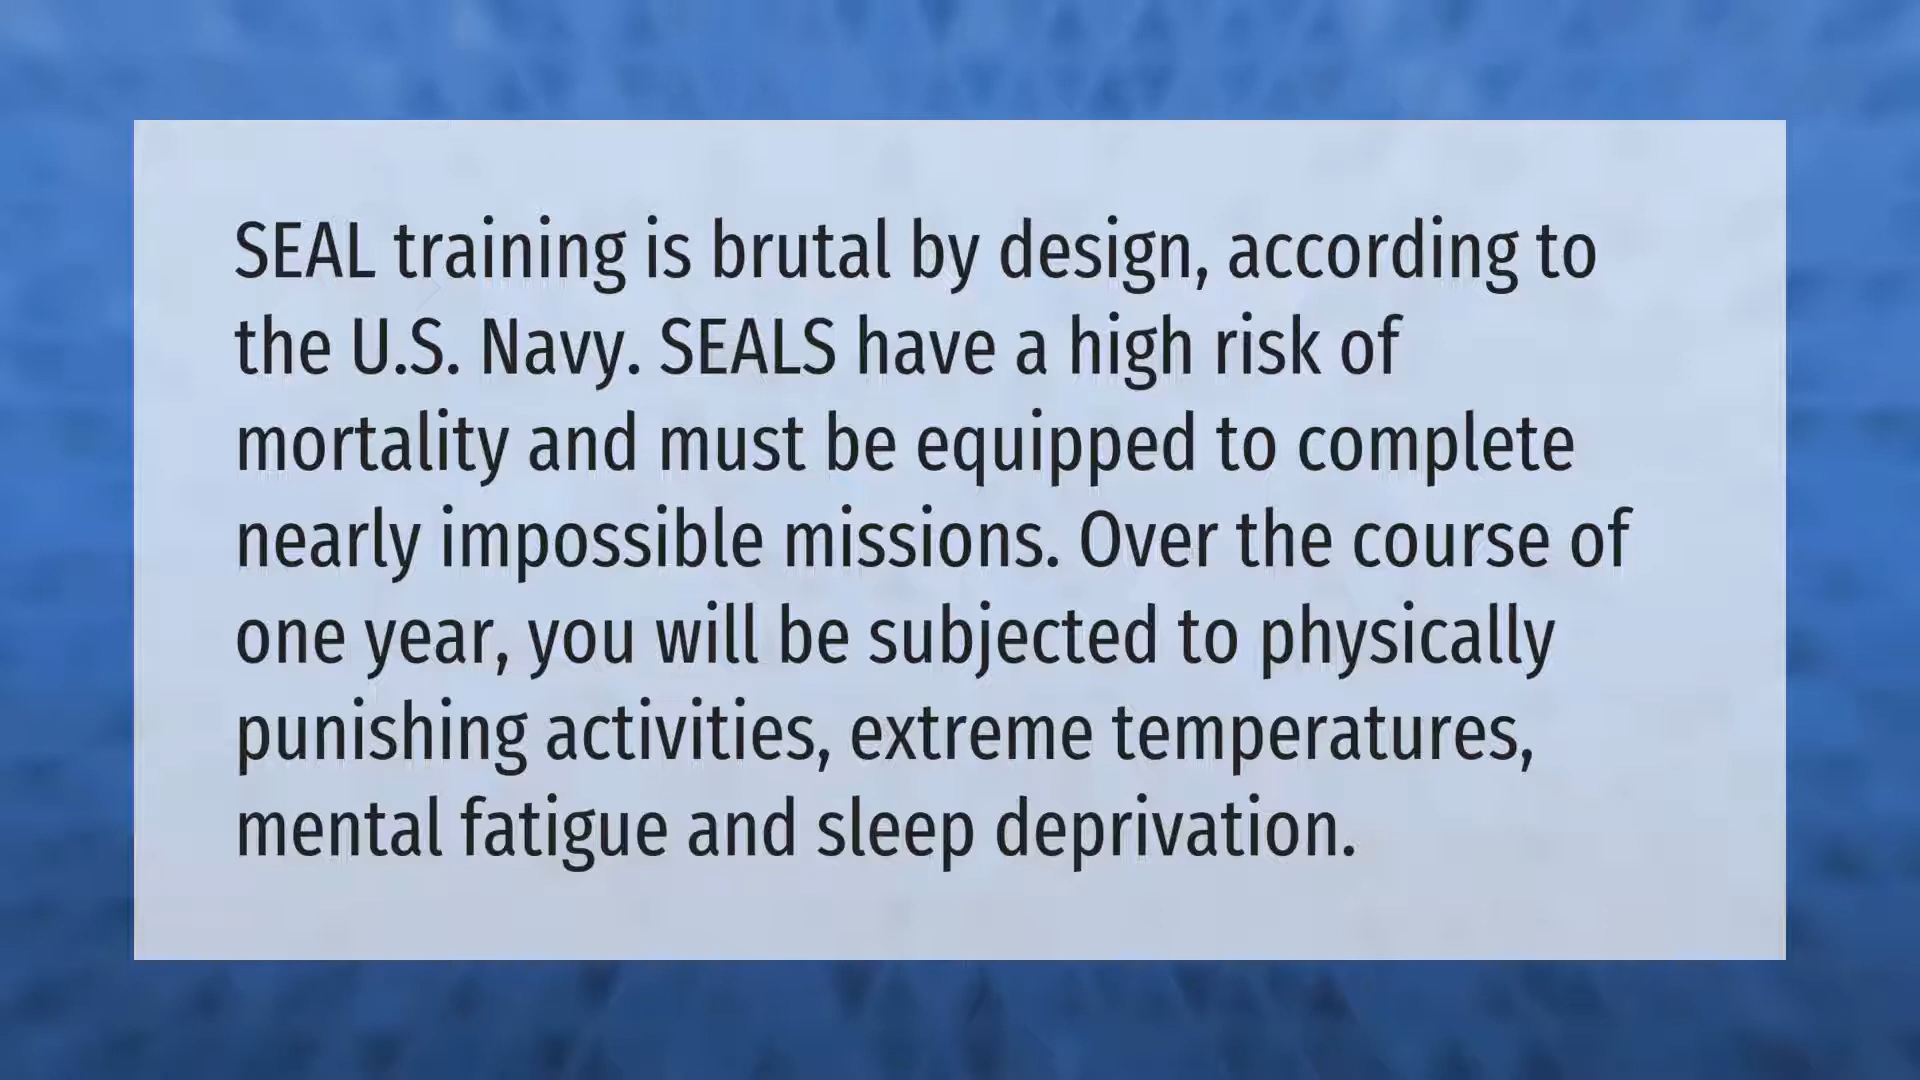 SEAL training is brutal by design, according to
the U.S. Navy. SEALS have a high risk of
mortality and must be equipped to complete
nearly impossible missions. Over the course of
one year, you will be subjected to physically
punishing activities, extreme temperatures,
mental fatigue and sleep deprivation.